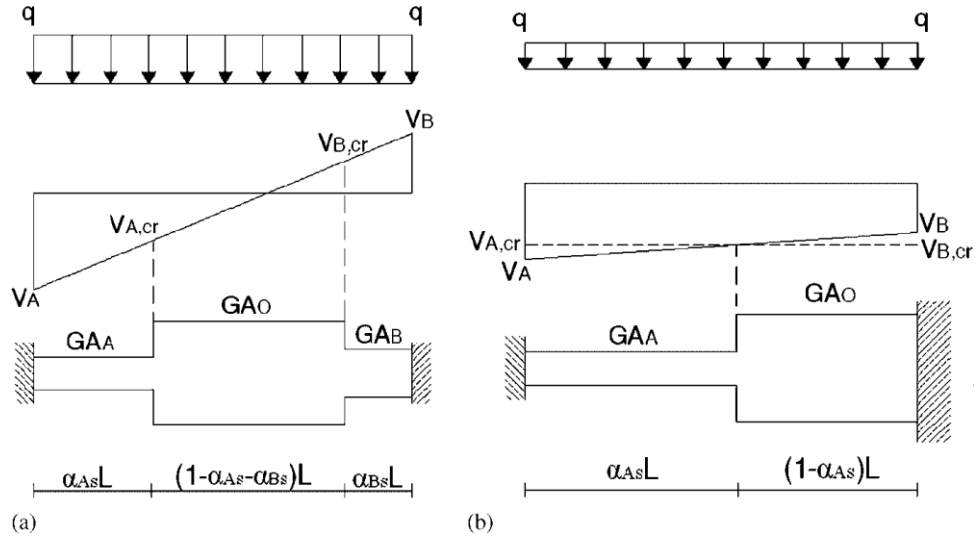 q q
VB
VB,cr
VA,cr
VA
GAA GAO GAB
αAsL (1-αAs-αBs)L αBsL
(a)
q q
VA,cr
VA
VB
VB,cr
GAA GAO
αAsL (1-αAs)L
(b)